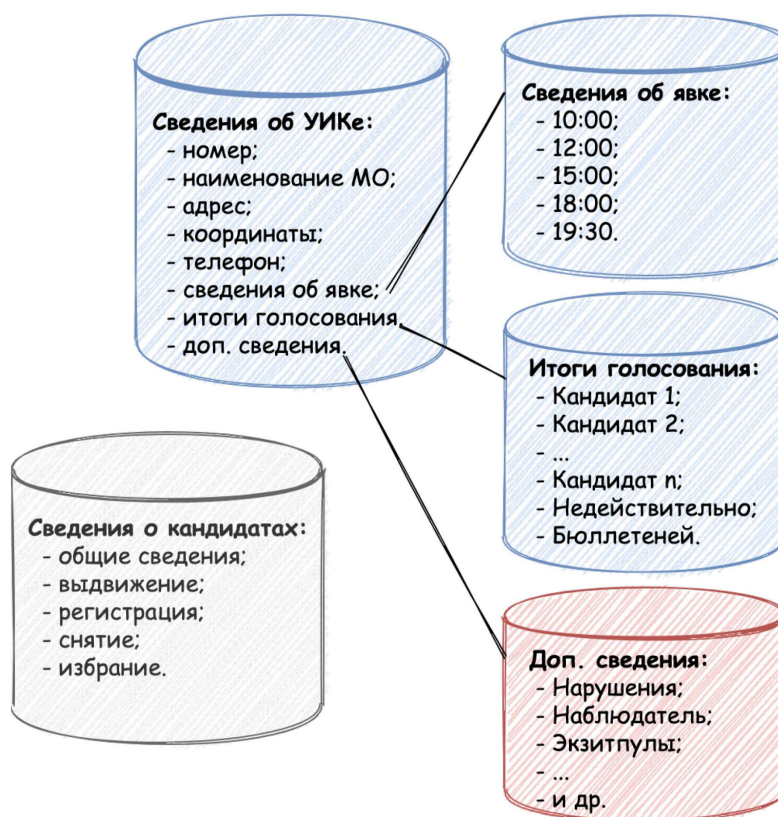 Сведения об УИКе:
- номер;
- наименование МО;
- адрес;
- координаты;
- телефон;
- сведения об явке;
- итоги голосования.
- доп. сведения.
Сведения об явке:
- 10:00;
- 12:00;
- 15:00;
- 18:00;
- 19:30.
Итоги голосования:
- Кандидат 1;
- Кандидат 2;
- ...
- Кандидат n;
- Недействительно;
- Бюллетеней.
Сведения о кандидатах:
- общие сведения;
- выдвижение;
- регистрация;
- снятие;
- избрание.
Доп. сведения:
- Нарушения;
- Наблюдатель;
- Экзитпулы;
- ...
- и др.